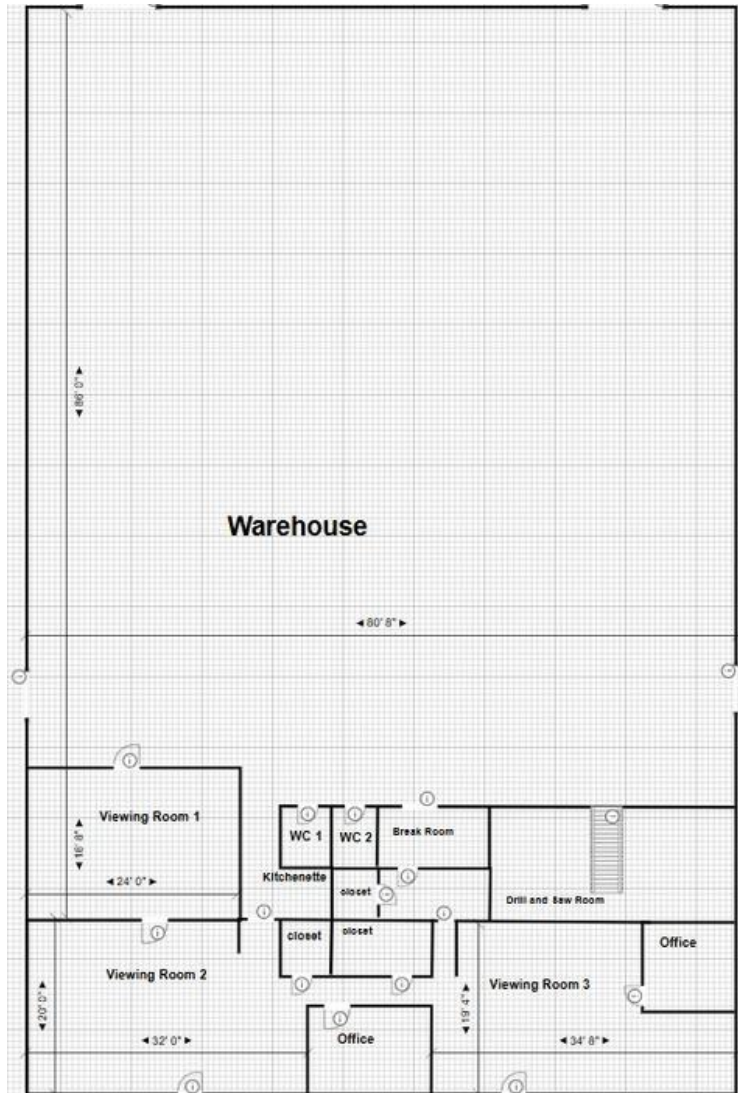 86' 0"
Warehouse
80' 8"
Viewing Room 1
16' 8"
24' 0"
WC 1
WC 2
Break Room
Kitchenette
closet
Drill and Saw Room
closet
closet
Office
Viewing Room 2
Viewing Room 3
20' 0"
19' 4"
32' 0"
Office
34' 8"